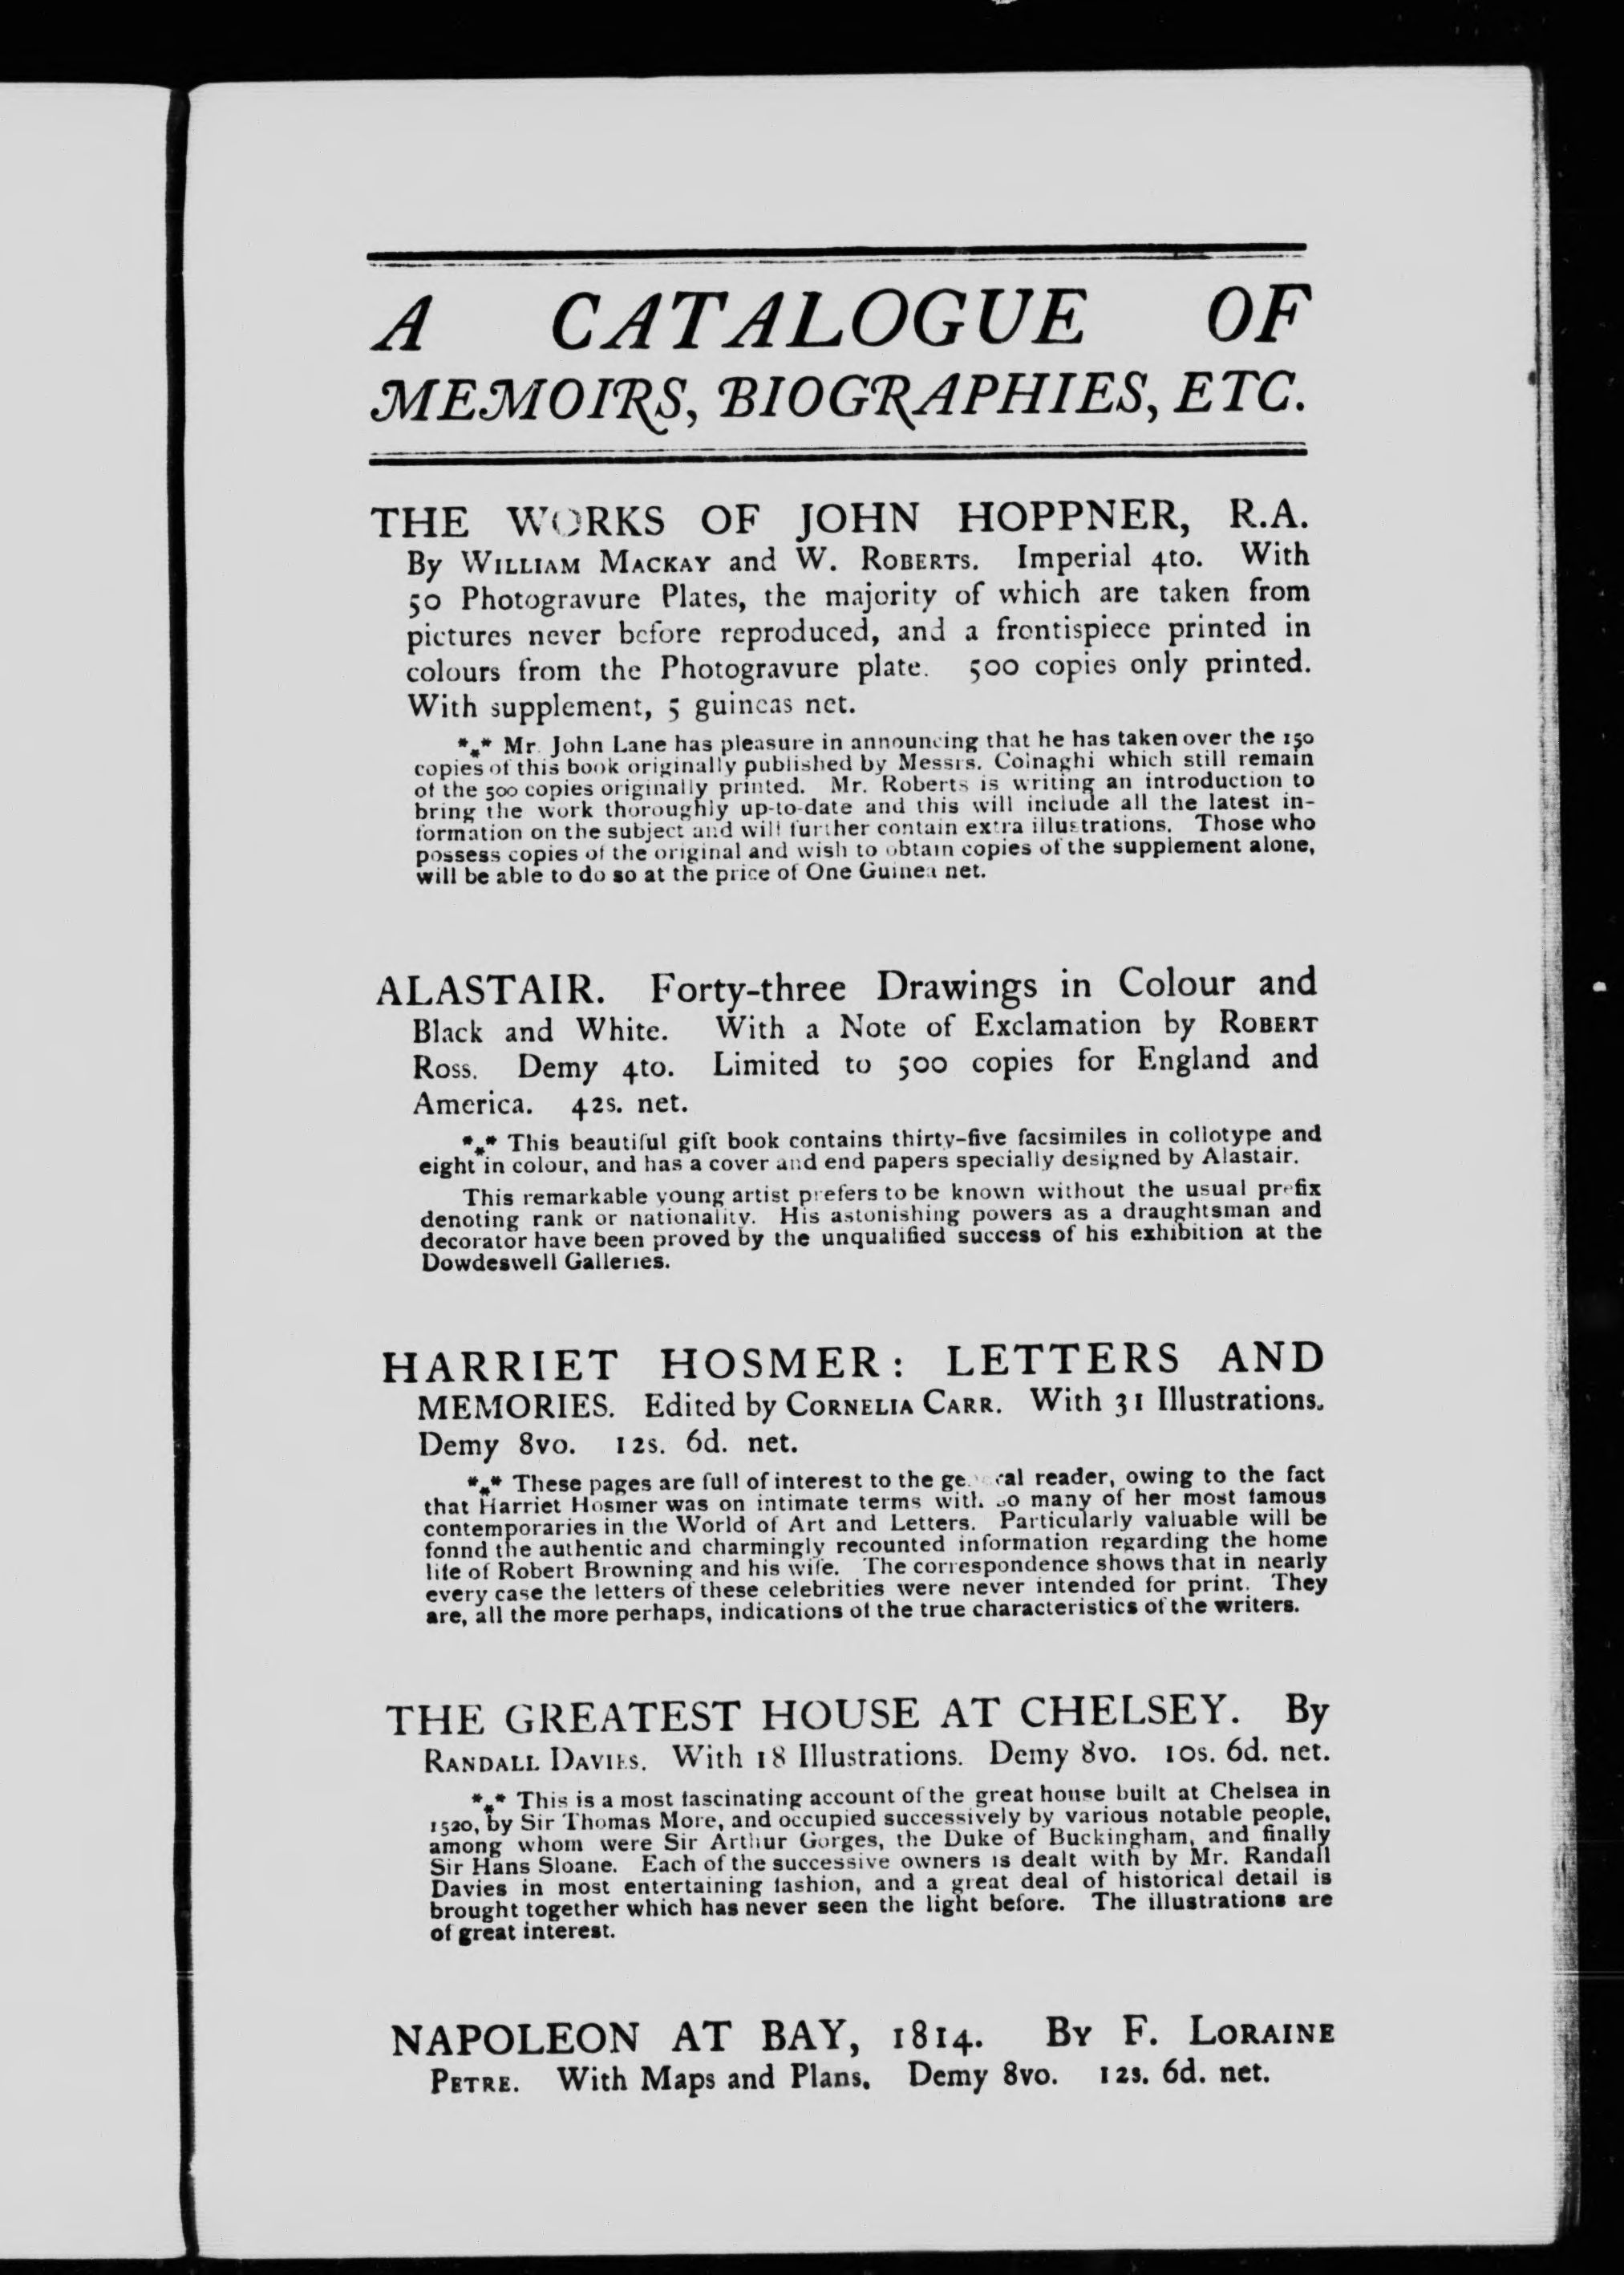 A CATALOGUE OF
MEMOIRS, BIOGRAPHIES, ETC.
THE WORKS OF JOHN HOPPNER, R.A.
By WILLIAM MACKAY and W. ROBERTS. Imperial 4to. With
50 Photogravure Plates, the majority of which are taken from
pictures never before reproduced, and a frontispiece printed in
colours from the Photogravure plate. 500 copies only printed.
With supplement, 5 guineas net.
*** Mr. John Lane has pleasure in announcing that he has taken over the 150
copies of this book originally published by Messrs. Colnaghi which still remain
of the 500 copies originally printed. Mr. Roberts is writing an introduction to
bring the work thoroughly up-to-date and this will include all the latest in-
formation on the subject and will further contain extra illustrations. Those who
possess copies of the original and wish to obtain copies of the supplement alone,
will be able to do so at the price of One Guinea net.
ALASTAIR. Forty-three Drawings in Colour and
Black and White. With a Note of Exclamation by ROBERT
ROSS. Demy 4to. Limited to 500 copies for England and
America. 42s. net.
*** This beautiful gift book contains thirty-five facsimiles in collotype and
eight in colour, and has a cover and end papers specially designed by Alastair.
This remarkable young artist prefers to be known without the usual prefix
denoting rank or nationality. His astonishing powers as a draughtsman and
decorator have been proved by the unqualified success of his exhibition at the
Dowdeswell Galleries.
HARRIET HOSMER: LETTERS AND
MEMORIES. Edited by CORNELIA CARR. With 31 Illustrations.
Demy 8vo. 12s. 6d. net.
*** These pages are full of interest to the general reader, owing to the fact
that Harriet Hosmer was on intimate terms with so many of her most famous
contemporaries in the World of Art and Letters. Particularly valuable will be
fonnd the authentic and charmingly recounted information regarding the home
life of Robert Browning and his wife. The correspondence shows that in nearly
every case the letters of these celebrities were never intended for print. They
are, all the more perhaps, indications of the true characteristics of the writers.
THE GREATEST HOUSE AT CHELSEY. By
RANDALL DAVIES. With 18 Illustrations. Demy 8vo. 10s. 6d. net.
*** This is a most fascinating account of the great house built at Chelsea in
1520, by Sir Thomas More, and occupied successively by various notable people,
among whom were Sir Arthur Gorges, the Duke of Buckingham, and finally
Sir Hans Sloane. Each of the successive owners is dealt with by Mr. Randall
Davies in most entertaining fashion, and a great deal of historical detail is
brought together which has never seen the light before. The illustrations are
of great interest.
NAPOLEON AT BAY, 1814. BY F. LORAINE
PETRE. With Maps and Plans. Demy 8vo. 12s. 6d. net.